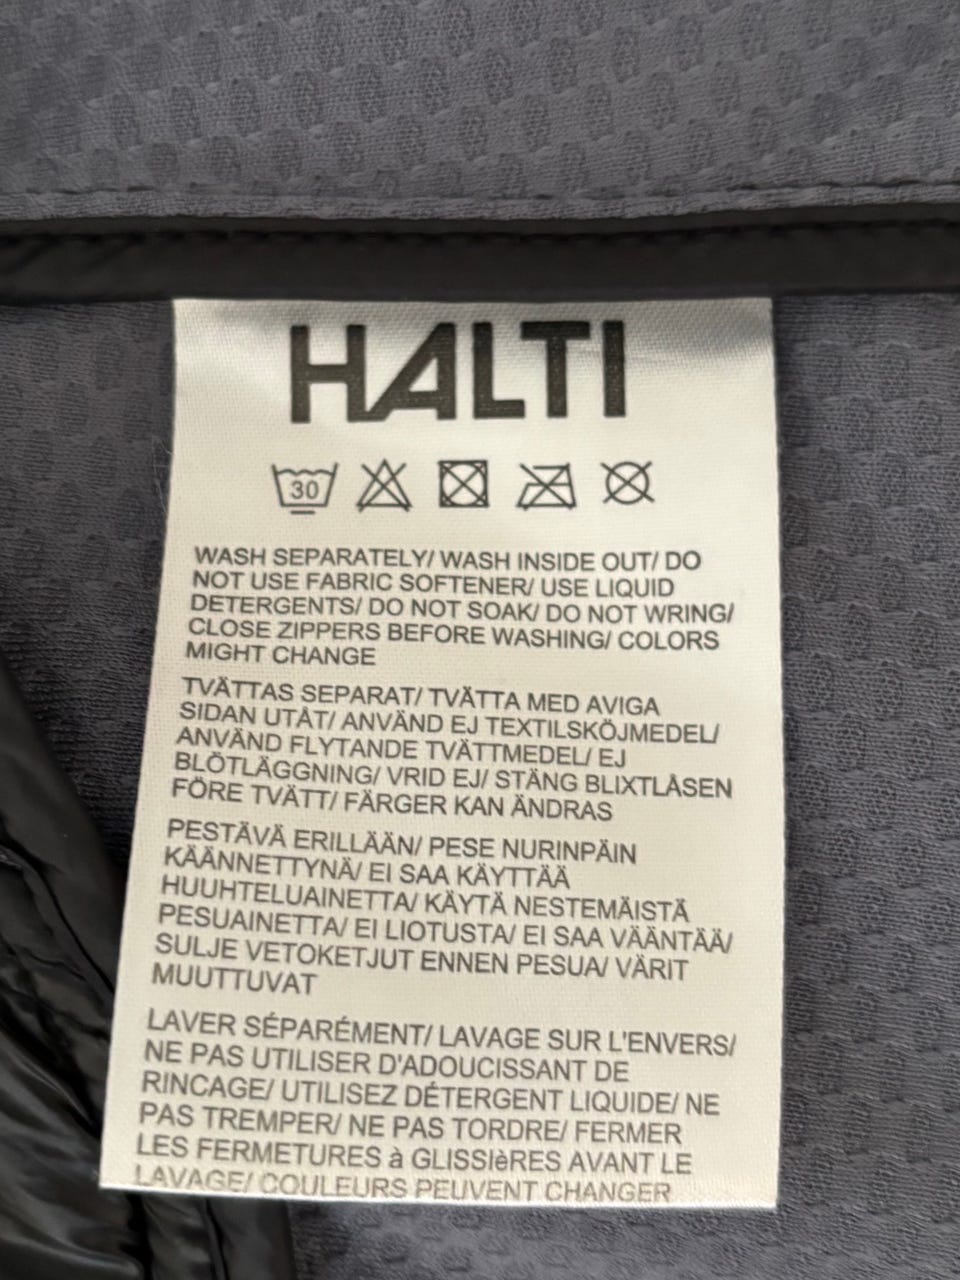 HALTI
30
WASH SEPARATELY/ WASH INSIDE OUT/ DO
NOT USE FABRIC SOFTENER/ USE LIQUID
DETERGENTS/ DO NOT SOAK/ DO NOT WRING/
CLOSE ZIPPERS BEFORE WASHING/ COLORS
MIGHT CHANGE
TVÄTTAS SEPARAT/ TVÄTTA MED AVIGA
SIDAN UTÅT/ ANVÄND EJ TEXTILSKÖJMEDEL/
ANVÄND FLYTANDE TVÄTTMEDEL/ EJ
BLÖTLÄGGNING/ VRID EJ/ STÄNG BLIXTLÅSEN
FÖRE TVÄTT/ FÄRGER KAN ÄNDRAS
PESTÄVÄ ERILLÄÄN/ PESE NURINPÄIN
KÄÄNNETTYNÄ/ EI SAA KÄYTTÄÄ
HUUHTELUAINETTA/ KÄYTÄ NESTEMÄISTÄ
PESUAINETTA/ EI LIOTUSTA/ EI SAA VÄÄNTÄÄ/
SULJE VETOKETJUT ENNEN PESUA/ VÄRIT
MUUTTUVAT
LAVER SÉPARÉMENT/ LAVAGE SUR L'ENVERS/
NE PAS UTILISER D'ADOUCISSANT DE
RINCAGE/ UTILISEZ DÉTERGENT LIQUIDE/ NE
PAS TREMPER/ NE PAS TORDRE/ FERMER
LES FERMETURES à GLISSIèRES AVANT LE
LAVAGE/ COULEURS PEUVENT CHANGER